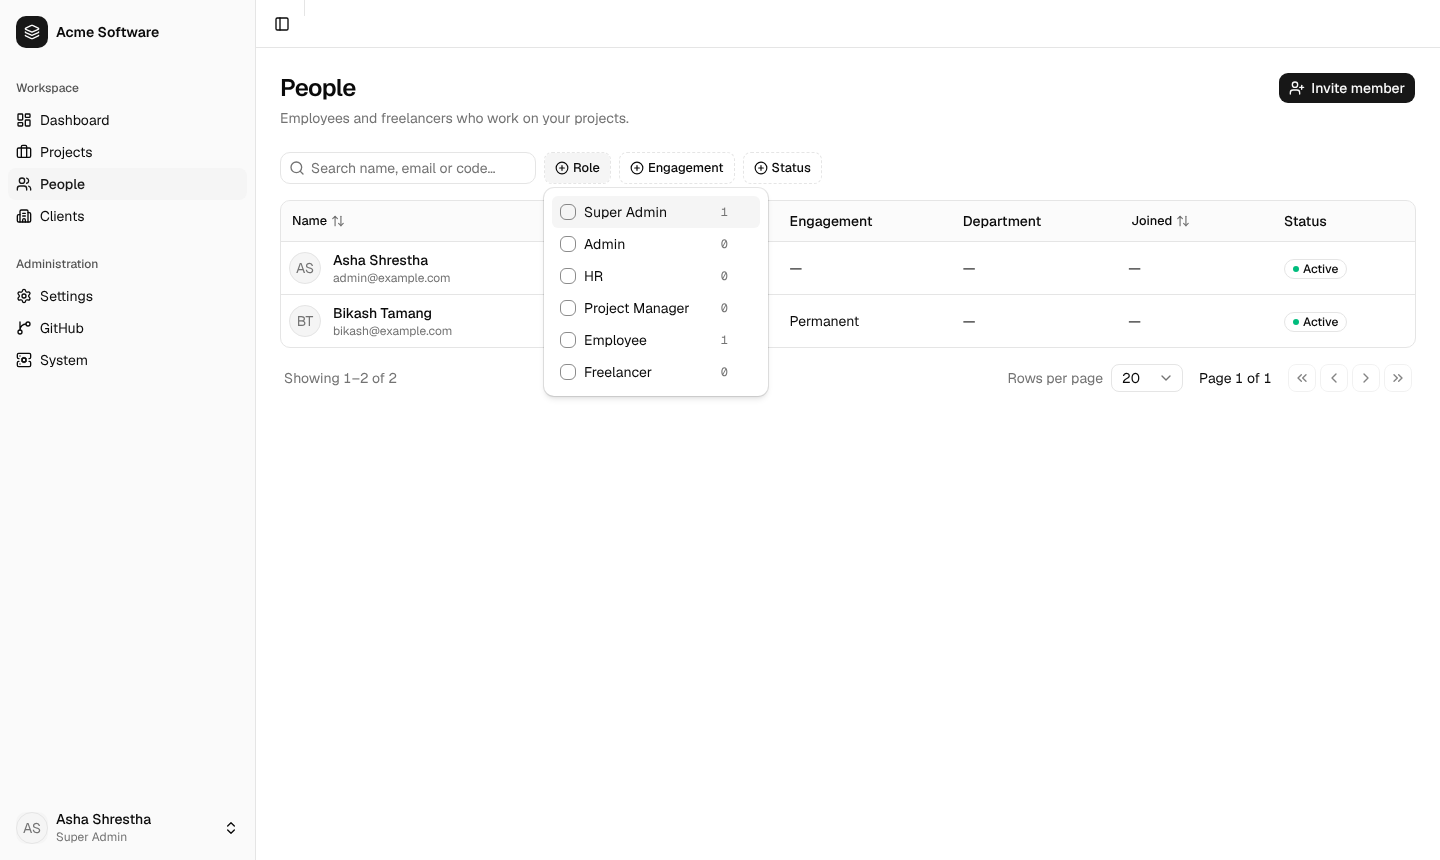 Acme Software
Workspace
Dashboard
Projects
People
Clients
Administration
Settings
GitHub
System
AS
Asha Shrestha
Super Admin
People
Employees and freelancers who work on your projects.
Invite member
Search name, email or code...
Role
Engagement
Status
Super Admin 1
Admin 0
HR 0
Project Manager 0
Employee 1
Freelancer 0
Name Engagement Department Joined Status
AS Asha Shrestha
admin@example.com
— — — Active
BT Bikash Tamang
bikash@example.com
Permanent — — Active
Showing 1–2 of 2
Rows per page 20 Page 1 of 1